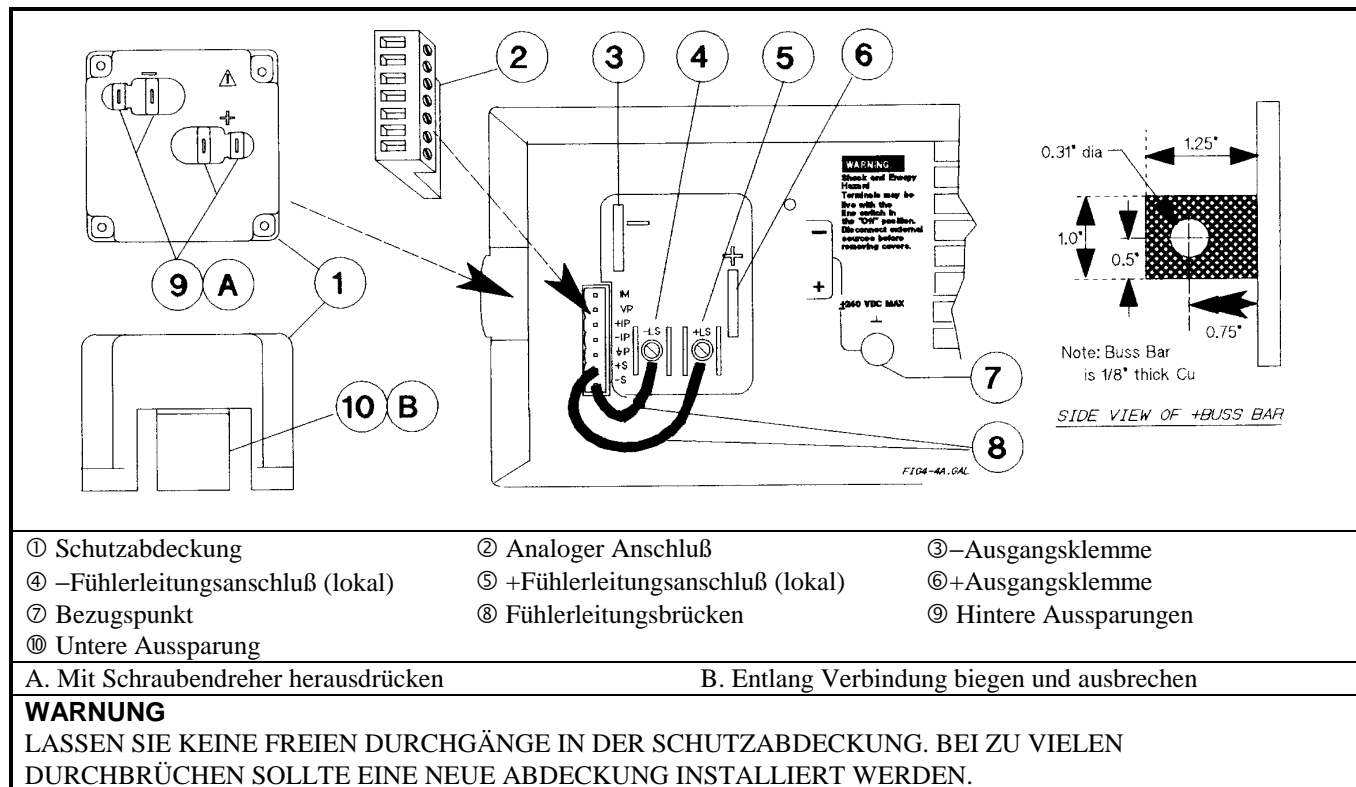 2
3
4
5
6
−
⚠
+
9 A
1
10 B
WARNING
Shock and Energy
Hazard
Terminals may be
live with the
line switch in
the "Off" position.
Disconnect external
sources before
removing covers.
−
+
−
+
±240 VDC MAX
⊥
IM
VP
+IP
-IP
P
+S
-S
-LS
+LS
7
8
FIG4-4A.GAL
0.31" dia
1.25"
1.0"
0.5"
0.75"
Note: Buss Bar
is 1/8" thick Cu
SIDE VIEW OF +BUSS BAR
① Schutzabdeckung ② Analoger Anschluß ③−Ausgangsklemme
④ −Fühlerleitungsanschluß (lokal) ⑤ +Fühlerleitungsanschluß (lokal) ⑥+Ausgangsklemme
⑦ Bezugspunkt ⑧ Fühlerleitungsbrücken ⑨ Hintere Aussparungen
⑩ Untere Aussparung
A. Mit Schraubendreher herausdrücken B. Entlang Verbindung biegen und ausbrechen
WARNUNG
LASSEN SIE KEINE FREIEN DURCHGÄNGE IN DER SCHUTZABDECKUNG. BEI ZU VIELEN
DURCHBRÜCHEN SOLLTE EINE NEUE ABDECKUNG INSTALLIERT WERDEN.